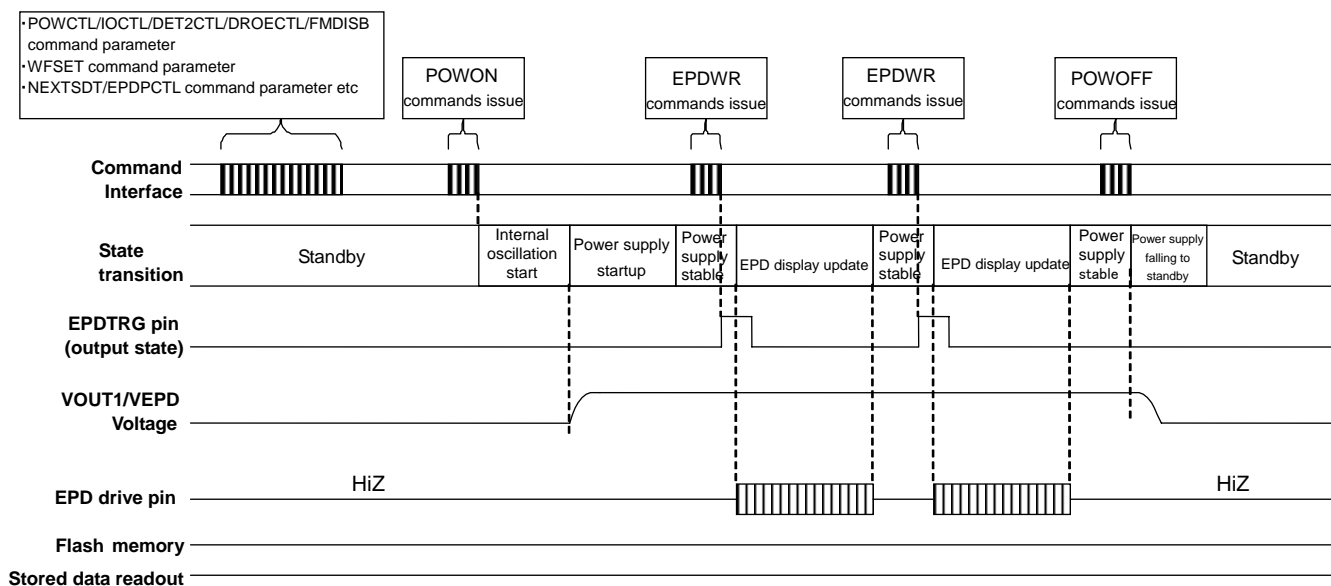 ・POWCTL/IOCTL/DET2CTL/DROECTL/FMDISB
command parameter
・WFSET command parameter
・NEXTSDT/EPDPCTL command parameter etc
POWON
commands issue
EPDWR
commands issue
EPDWR
commands issue
POWOFF
commands issue
Command
Interface
State
transition
Standby
Internal
oscillation
start
Power supply
startup
Power
supply
stable
EPD display update
Power
supply
stable
EPD display update
Power
supply
stable
Power supply
falling to
standby
Standby
EPDTRG pin
(output state)
VOUT1/VEPD
Voltage
EPD drive pin
HiZ
HiZ
Flash memory
Stored data readout